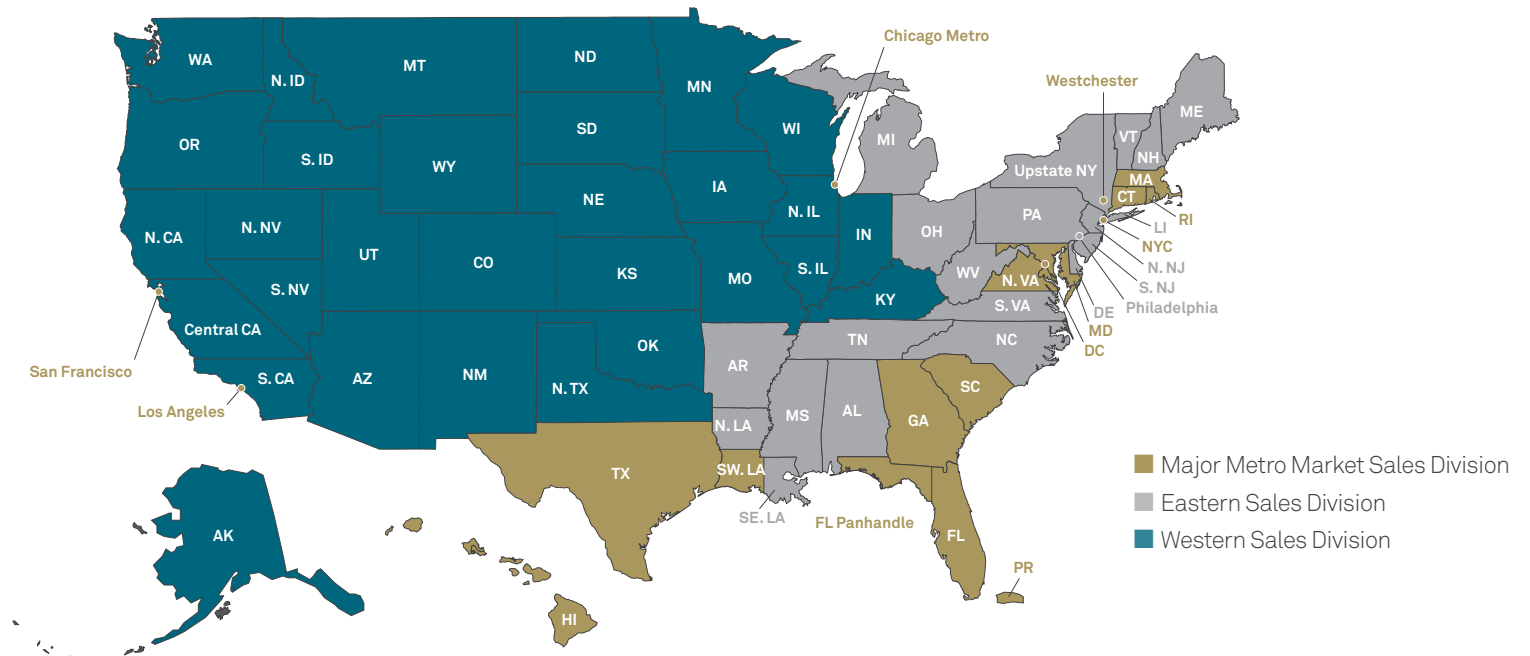 Chicago Metro
WA
N. ID
MT
ND
MN
Westchester
OR
S. ID
WY
SD
WI
MI
ME
VT
NH
Upstate NY
MA
CT
RI
NE
IA
PA
LI
NYC
N. CA
N. NV
UT
CO
N. IL
IN
OH
N. NJ
S. NJ
Philadelphia
S. NV
KS
MO
S. IL
WV
N. VA
KY
S. VA
DE
MD
DC
Central CA
San Francisco
TN
NC
OK
AR
S. CA
AZ
NM
N. TX
SC
Los Angeles
MS
AL
GA
N. LA
TX
SW. LA
SE. LA
FL Panhandle
FL
AK
PR
HI
Major Metro Market Sales Division
Eastern Sales Division
Western Sales Division